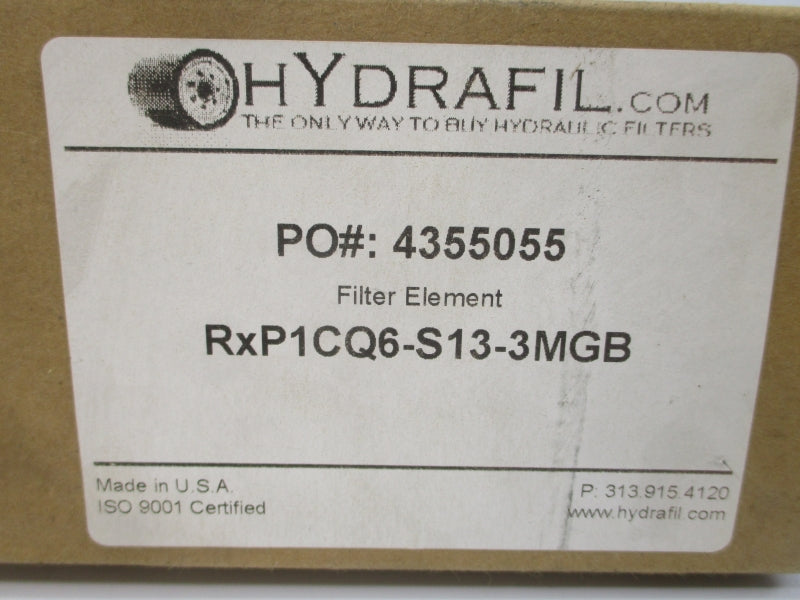 HYDRAFIL.COM
THE ONLY WAY TO BUY HYDRAULIC FILTERS
PO#: 4355055
Filter Element
RxP1CQ6-S13-3MGB
Made in U.S.A.
ISO 9001 Certified
P: 313.915.4120
www.hydrafil.com